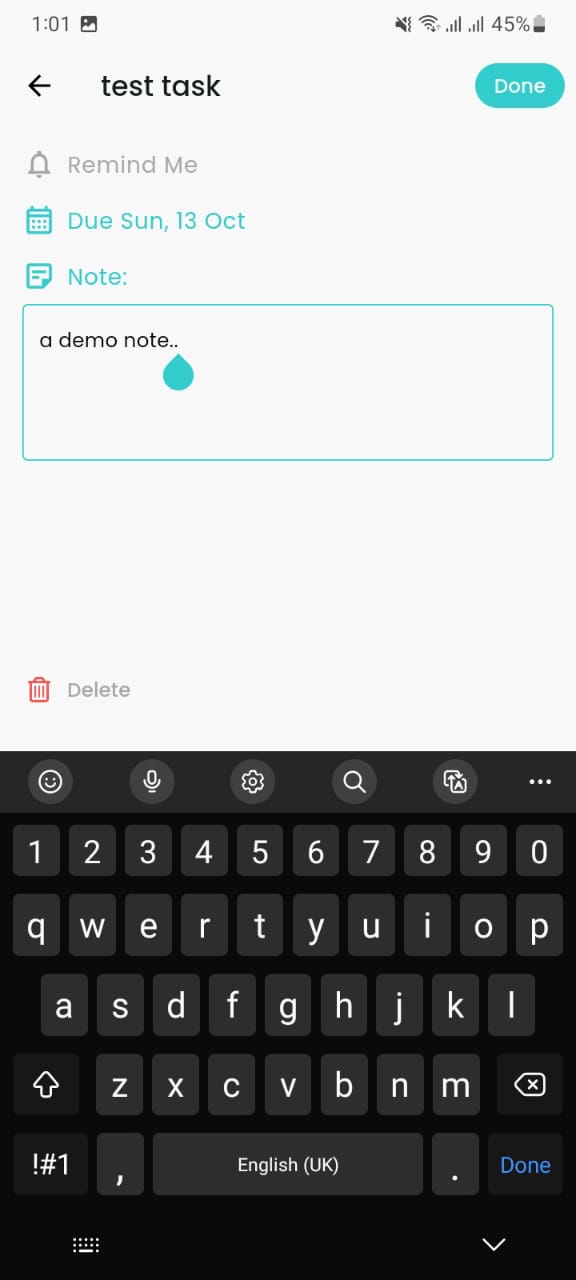 1:01 45%
test task Done
Remind Me
Due Sun, 13 Oct
Note:
a demo note..
Delete
1 2 3 4 5 6 7 8 9 0
q w e r t y u i o p
a s d f g h j k l
z x c v b n m
!#1 , English (UK) . Done